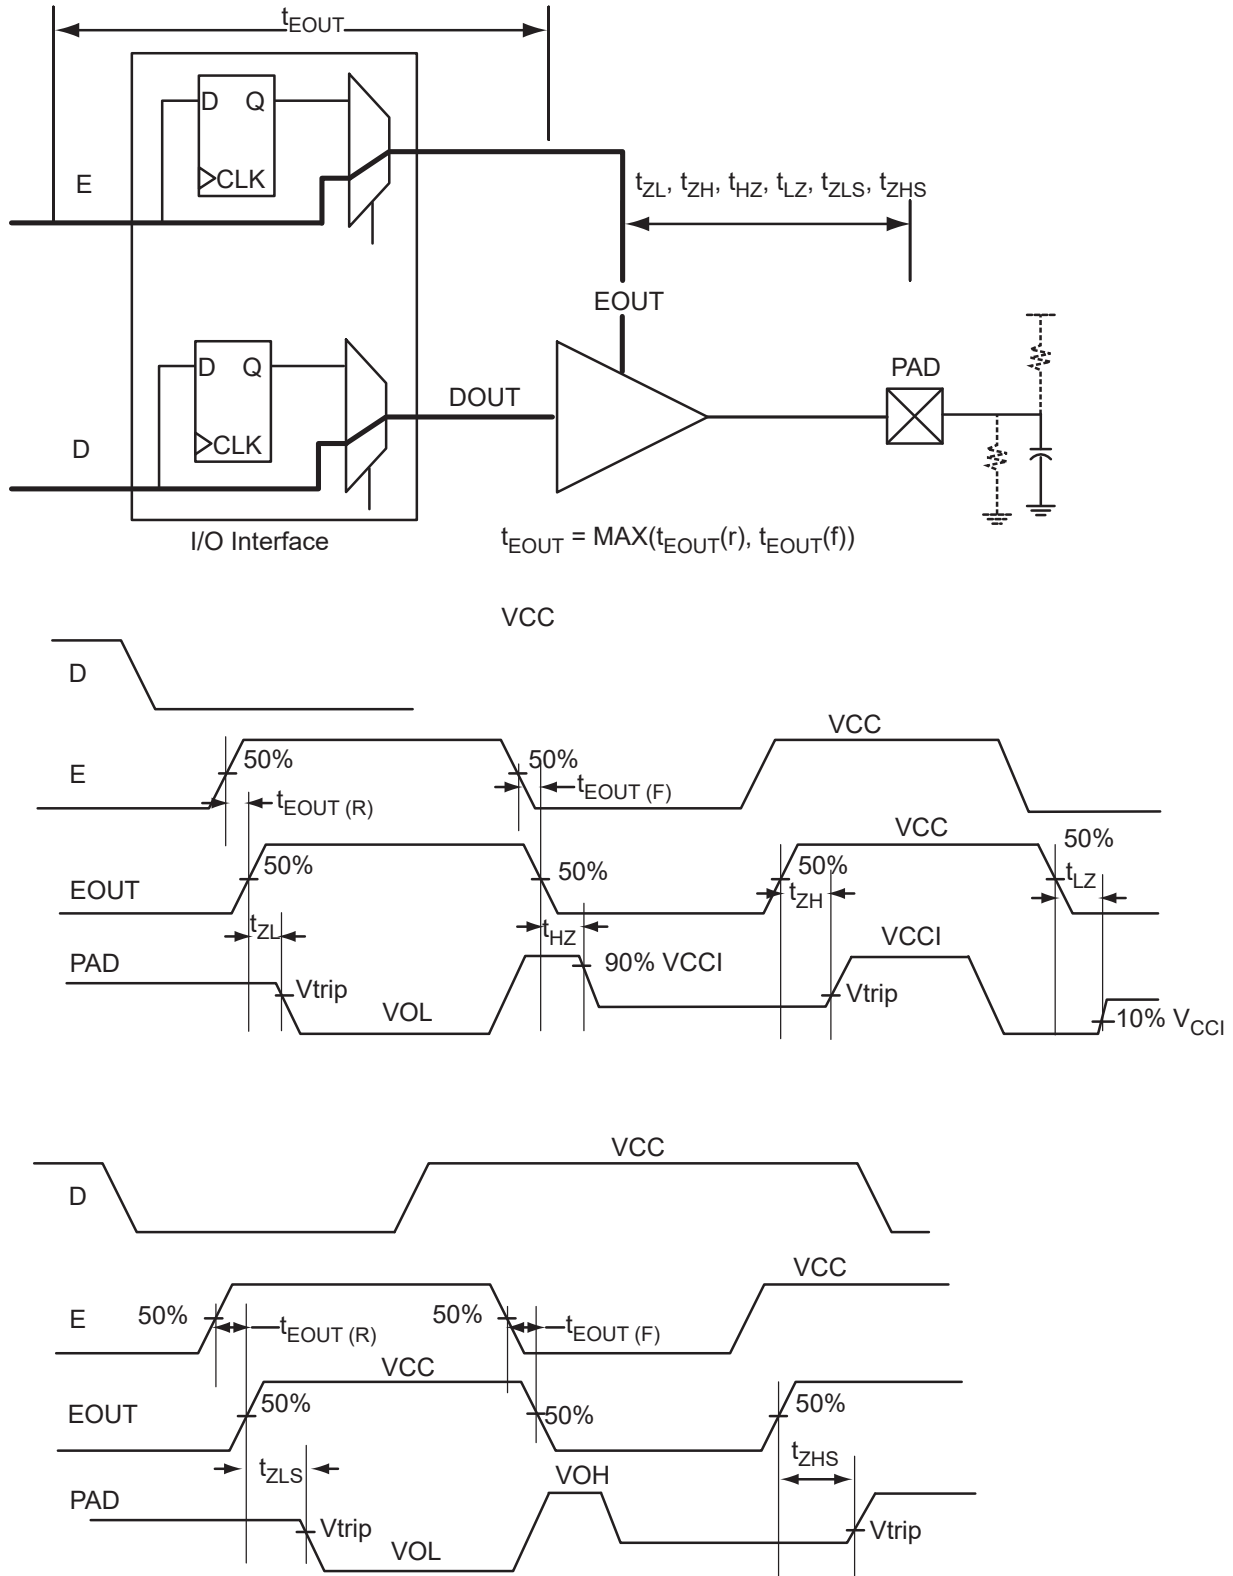 tEOUT
D Q
CLK
E
tZL, tZH, tHZ, tLZ, tZLS, tZHS
EOUT
D Q
CLK
D
DOUT
PAD
I/O Interface
tEOUT = MAX(tEOUT(r), tEOUT(f))
VCC
D
VCC
E
50%
50%
tEOUT (R)
tEOUT (F)
VCC
50%
EOUT
50%
50%
50%
tZL
tHZ
tZH
tLZ
PAD
VCCI
90% VCCI
Vtrip
VOL
Vtrip
10% VCCI
VCC
D
VCC
E
50%
50%
tEOUT (R)
tEOUT (F)
VCC
EOUT
50%
50%
50%
tZLS
VOH
tZHS
PAD
Vtrip
VOL
Vtrip